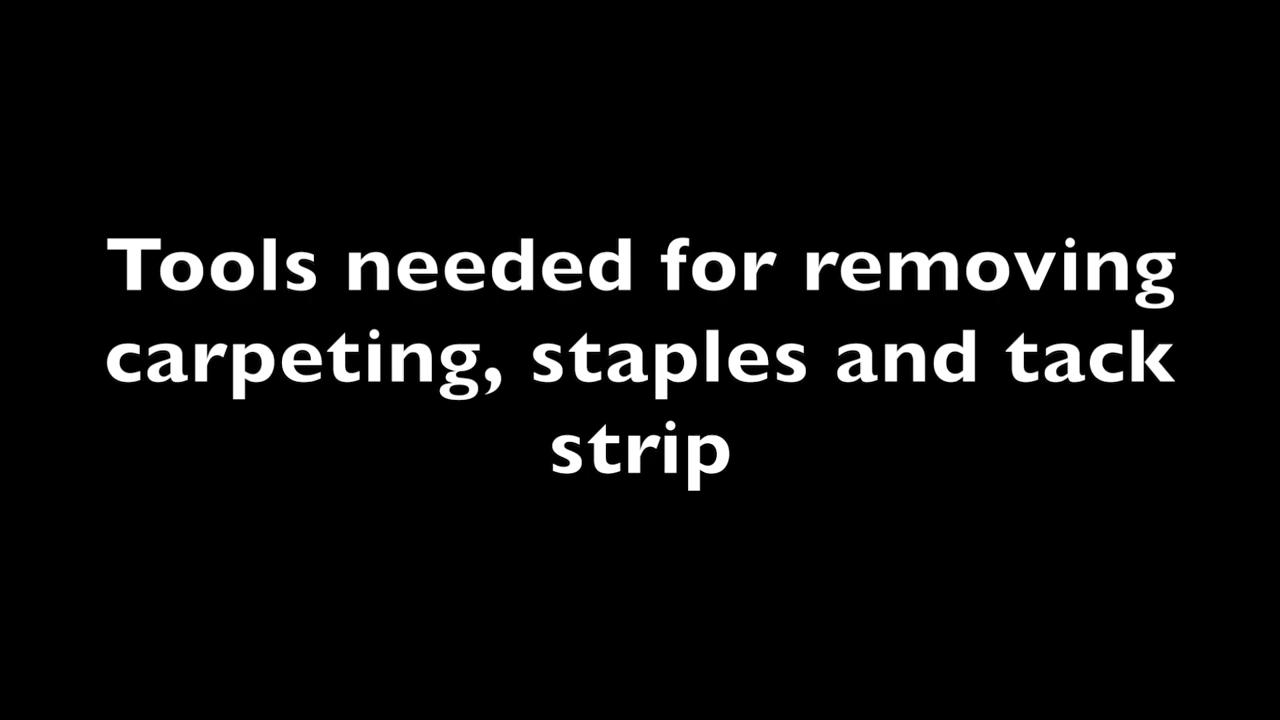 Tools needed for removing
carpeting, staples and tack
strip